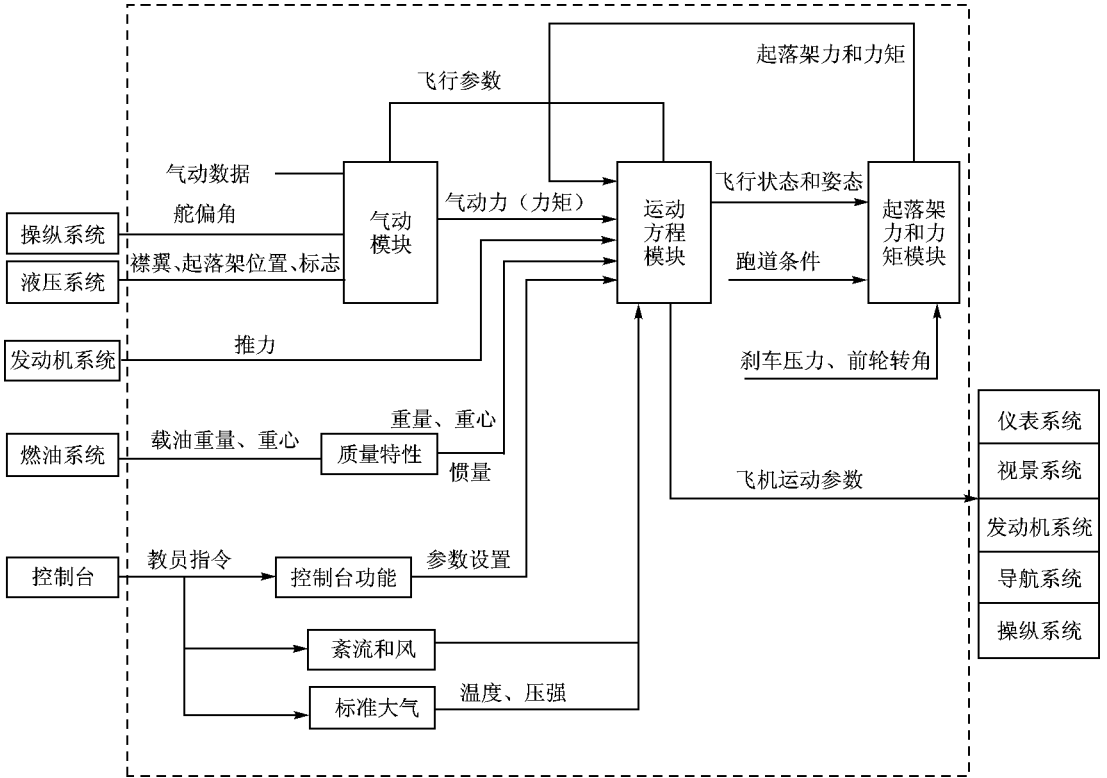 起落架力和力矩
飞行参数
气动数据
舵偏角
操纵系统
气动
模块
气动力（力矩）
运动
方程
模块
飞行状态和姿态
起落架
力和力
矩模块
襟翼、起落架位置、标志
液压系统
跑道条件
推力
发动机系统
刹车压力、前轮转角
重量、重心
载油重量、重心
燃油系统
质量特性
惯量
仪表系统
视景系统
飞机运动参数
发动机系统
教员指令
参数设置
控制台
控制台功能
导航系统
操纵系统
紊流和风
温度、压强
标准大气